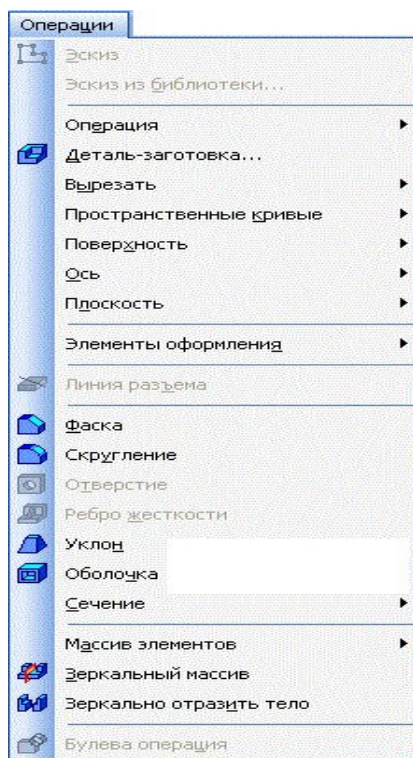 Операции
Эскиз
Эскиз из библиотеки...
Операция
Деталь-заготовка...
Вырезать
Пространственные кривые
Поверхность
Ось
Плоскость
Элементы оформления
Линия разъема
Фаска
Скругление
Отверстие
Ребро жесткости
Уклон
Оболочка
Сечение
Массив элементов
Зеркальный массив
Зеркально отразить тело
Булева операция